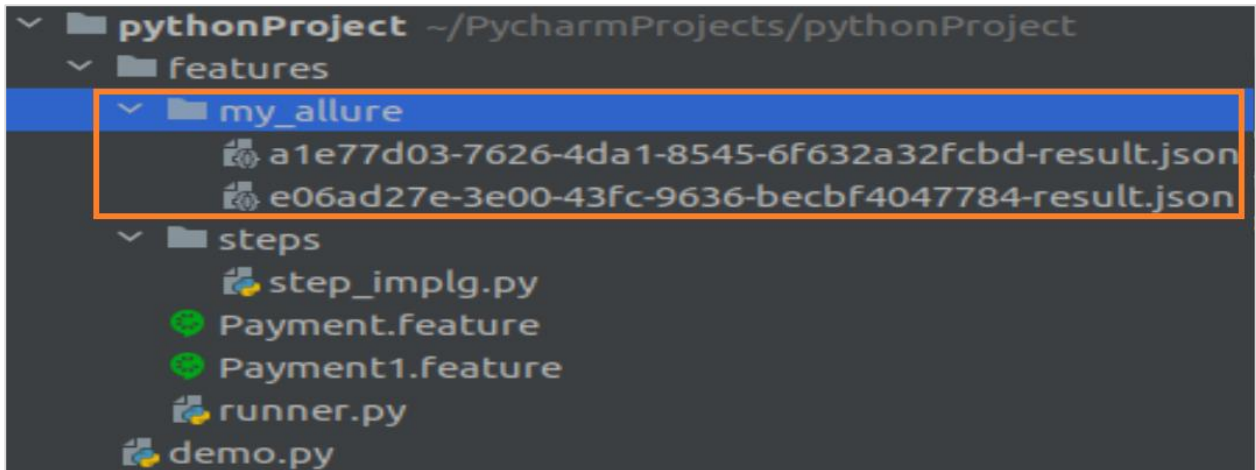 pythonProject ~/PycharmProjects/pythonProject
features
my_allure
a1e77d03-7626-4da1-8545-6f632a32fcbd-result.json
e06ad27e-3e00-43fc-9636-becbf4047784-result.json
steps
step_implg.py
Payment.feature
Payment1.feature
runner.py
demo.py